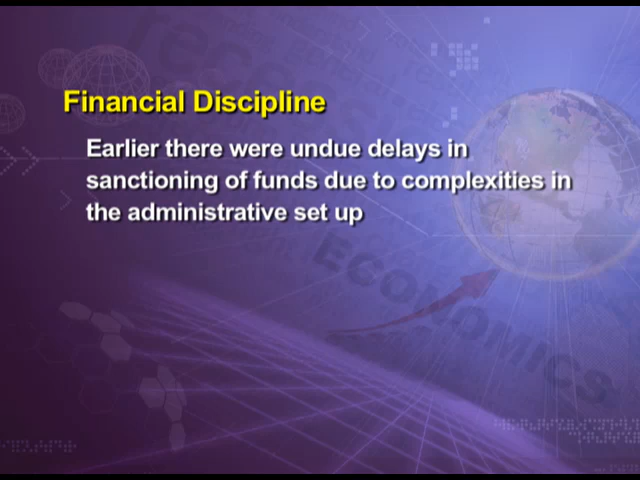 Financial Discipline
Earlier there were undue delays in
sanctioning of funds due to complexities in
the administrative set up
ECONOMICS